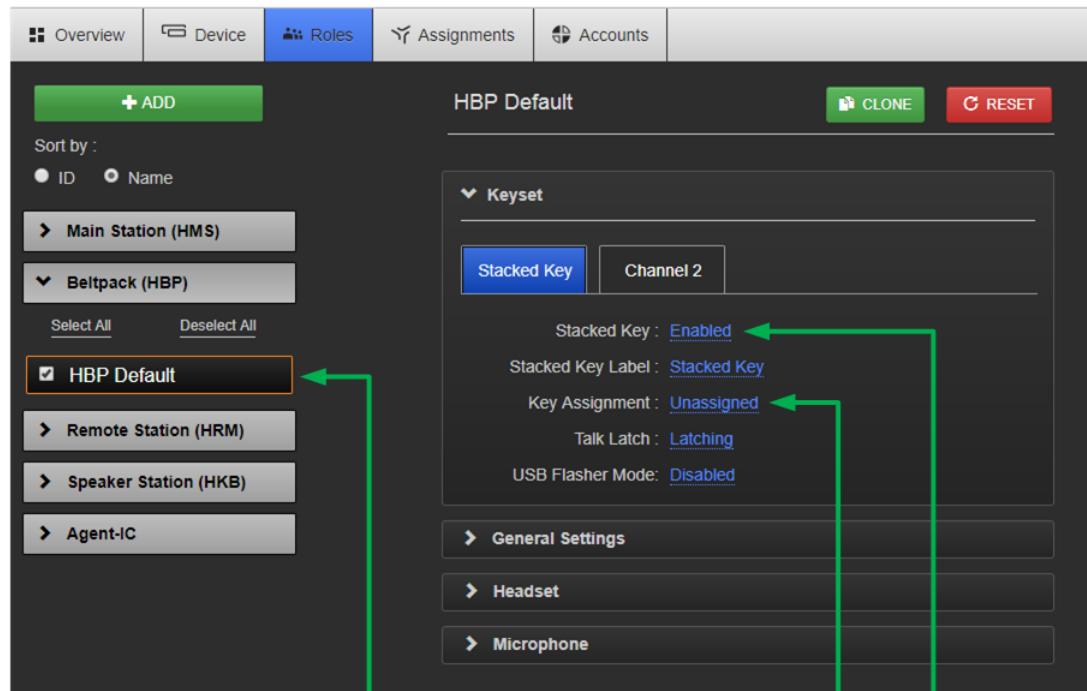 Overview Device Roles Assignments Accounts
ADD
Sort by :
ID Name
Main Station (HMS)
Beltpack (HBP)
Select All Deselect All
HBP Default
Remote Station (HRM)
Speaker Station (HKB)
Agent-IC
HBP Default CLONE RESET
Keyset
Stacked Key Channel 2
Stacked Key : Enabled
Stacked Key Label : Stacked Key
Key Assignment : Unassigned
Talk Latch : Latching
USB Flasher Mode: Disabled
General Settings
Headset
Microphone